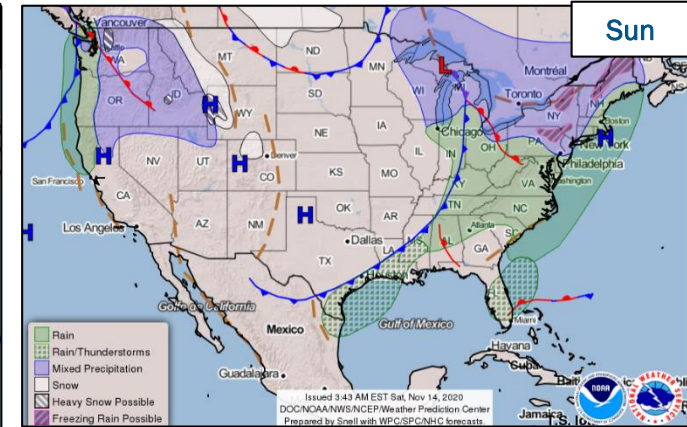 Sun
Vancouver
WA
MT
ND
MN
OR
ID
WY
SD
WI
MI
Toronto
Montréal
NY
NH
Boston
New York
Philadelphia
Washington
PA
OH
IN
IL
Chicago
IA
NE
NV
UT
Denver
CO
KS
MO
KY
VA
San Francisco
CA
Los Angeles
AZ
NM
OK
AR
TN
NC
SC
Atlanta
AL
GA
MS
LA
Dallas
TX
Houston
Miami
H
H
H
H
H
H
L
Golfo de California
Mexico
Gulf of Mexico
Guadalajara
Havana
Cuba
Jamaica
Rain
Rain/Thunderstorms
Mixed Precipitation
Snow
Heavy Snow Possible
Freezing Rain Possible
Issued 3:43 AM EST Sat, Nov 14, 2020
DOC/NOAA/NWS/NCEP/Weather Prediction Center
Prepared by Snell with WPC/SPC/NHC forecasts.
NOAA